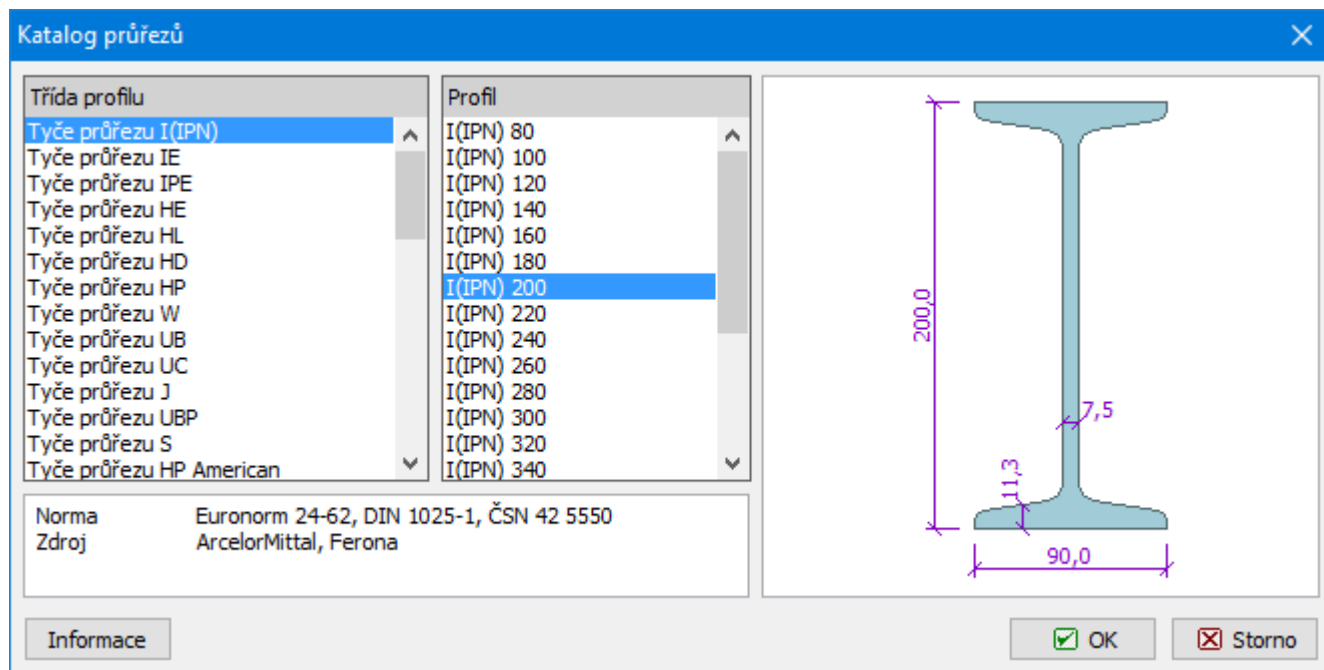 Katalog průřezů
Třída profilu
Tyče průřezu I(IPN)
Tyče průřezu IE
Tyče průřezu IPE
Tyče průřezu HE
Tyče průřezu HL
Tyče průřezu HD
Tyče průřezu HP
Tyče průřezu W
Tyče průřezu UB
Tyče průřezu UC
Tyče průřezu J
Tyče průřezu UBP
Tyče průřezu S
Tyče průřezu HP American
Profil
I(IPN) 80
I(IPN) 100
I(IPN) 120
I(IPN) 140
I(IPN) 160
I(IPN) 180
I(IPN) 200
I(IPN) 220
I(IPN) 240
I(IPN) 260
I(IPN) 280
I(IPN) 300
I(IPN) 320
I(IPN) 340
200,0
7,5
11,3
90,0
Norma Euronorm 24-62, DIN 1025-1, ČSN 42 5550
Zdroj ArcelorMittal, Ferona
Informace
OK
Storno